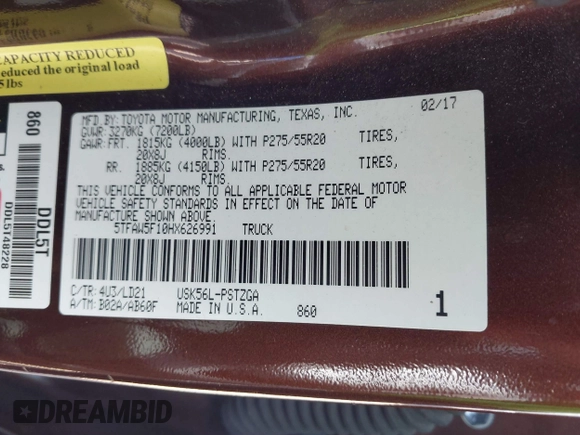 CAPACITY REDUCED
educed the original load
lbs
MFD.BY:TOYOTA MOTOR MANUFACTURING, TEXAS, INC. 02/17
GVWR:3270KG (7200LB)
GAWR:FRT. 1815KG (4000LB) WITH P275/55R20 TIRES,
20X8J RIMS.
RR. 1885KG (4150LB) WITH P275/55R20 TIRES,
20X8J RIMS.
THIS VEHICLE CONFORMS TO ALL APPLICABLE FEDERAL MOTOR
VEHICLE SAFETY STANDARDS IN EFFECT ON THE DATE OF
MANUFACTURE SHOWN ABOVE.
5TFAW5F10HX626991 TRUCK
C/TR:4U3/LD21 USK56L-PSTZGA
A/TM:B02A/AB60F MADE IN U.S.A. 860 1
860
DDL5T
DDL5T48228
DREAMBID